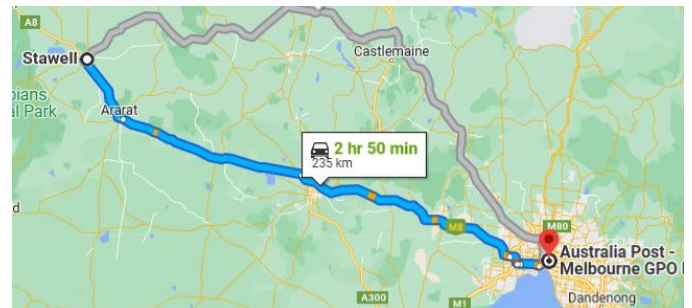 A8
Stawell
Castlemaine
pians
al Park
Ararat
2 hr 50 min
235 km
d
M8
M80
Australia Post -
Melbourne GPO
M1
A300
Dandenong